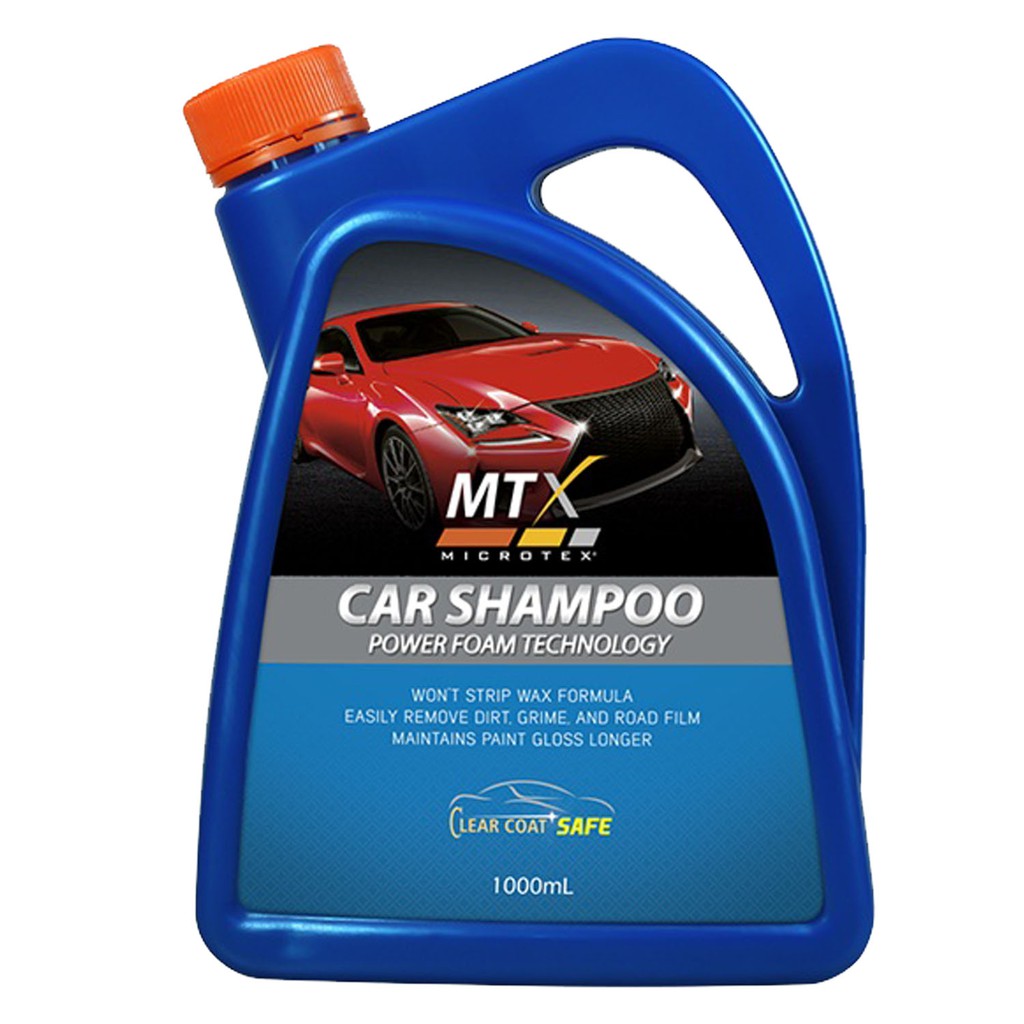 MTX
MICROTEX®
CAR SHAMPOO
POWER FOAM TECHNOLOGY
WON'T STRIP WAX FORMULA
EASILY REMOVE DIRT, GRIME, AND ROAD FILM
MAINTAINS PAINT GLOSS LONGER
CLEAR COAT SAFE
1000mL